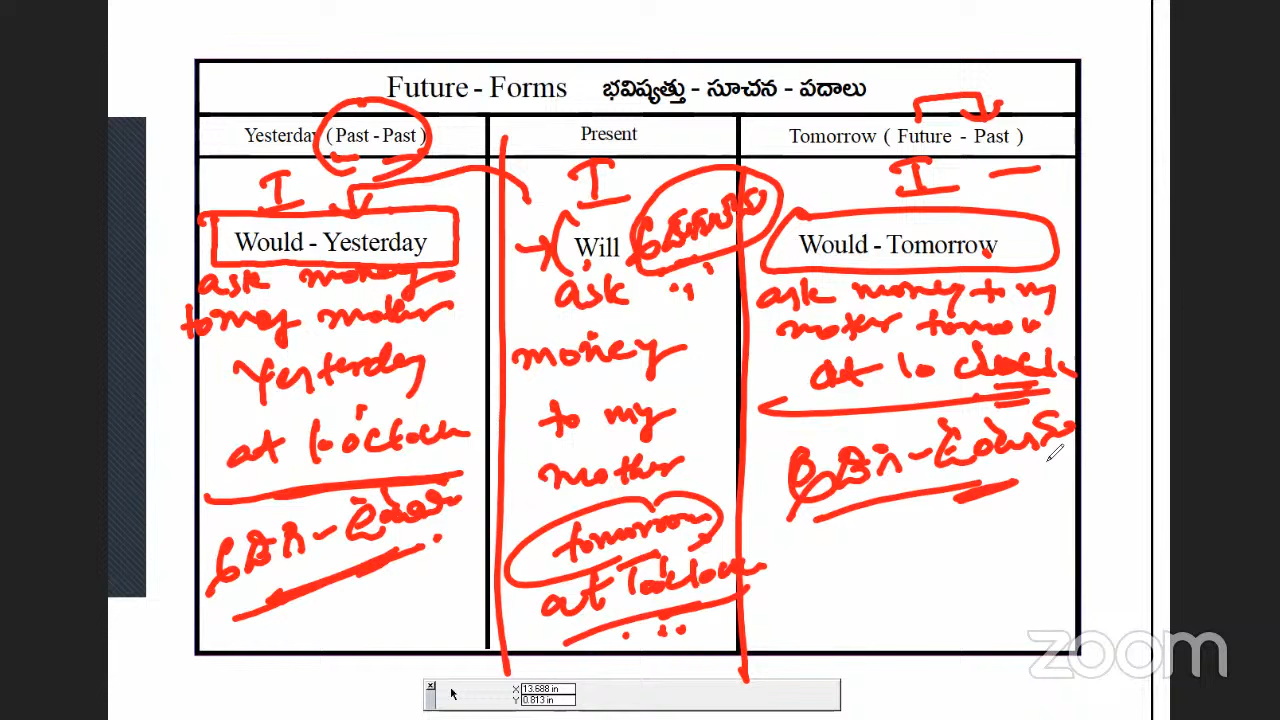 Future - Forms భవిష్యత్తు - సూచన - పదాలు
Yesterday ( Past - Past )
Present
Tomorrow ( Future - Past )
I
Would - Yesterday
ask money
to my mother
Yesterday
at 10 o'clock
I
Will
ask
money
to my
mother
tomorrow
at 10 o'clock
I
Would - Tomorrow
ask money to my
mother
at 10 o'clock
zoom
X 13.688 in
Y 0.813 in